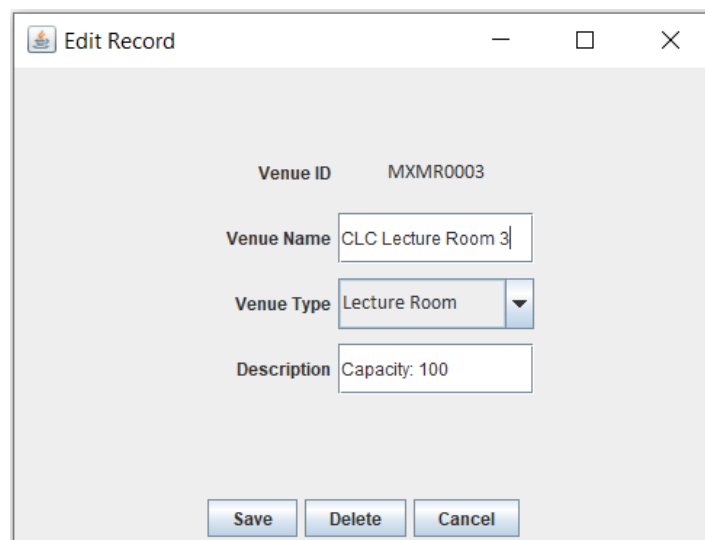 Edit Record
Venue ID MXMR0003
Venue Name CLC Lecture Room 3
Venue Type Lecture Room
Description Capacity: 100
Save Delete Cancel